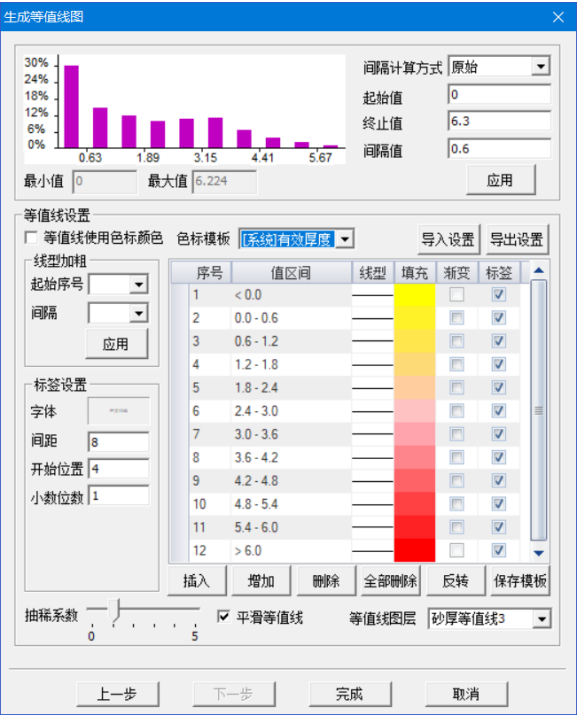 生成等值线图
30%
24%
18%
12%
6%
0%
0.63 1.89 3.15 4.41 5.67
最小值 0 最大值 6.224
间隔计算方式 原始
起始值 0
终止值 6.3
间隔值 0.6
应用
等值线设置
等值线使用色标颜色 色标模板 [系统]有效厚度 导入设置 导出设置
线型加粗
起始序号
间隔
应用
标签设置
字体
间距 8
开始位置 4
小数位数 1
序号 值区间 线型 填充 渐变 标签
1 < 0.0
2 0.0 - 0.6
3 0.6 - 1.2
4 1.2 - 1.8
5 1.8 - 2.4
6 2.4 - 3.0
7 3.0 - 3.6
8 3.6 - 4.2
9 4.2 - 4.8
10 4.8 - 5.4
11 5.4 - 6.0
12 > 6.0
插入 增加 删除 全部删除 反转 保存模板
抽稀系数 0 5 平滑等值线 等值线图层 砂厚等值线3
上一步 下一步 完成 取消